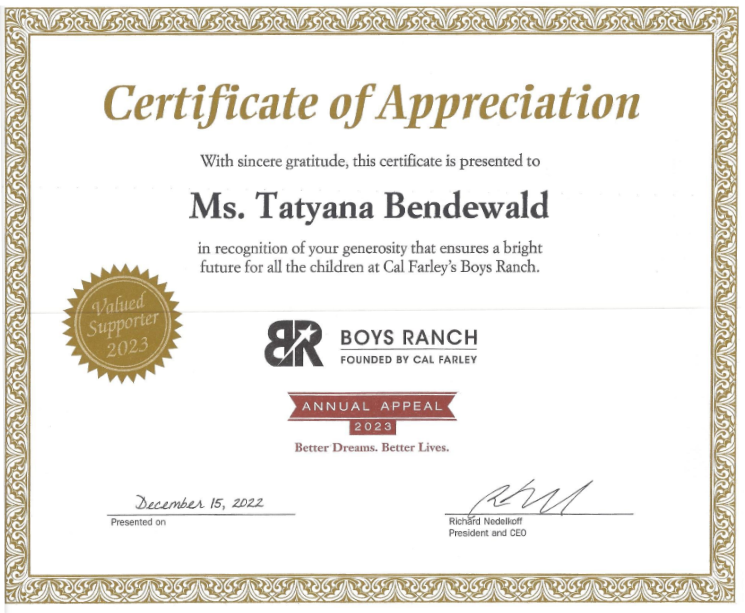 Certificate of Appreciation
With sincere gratitude, this certificate is presented to
Ms. Tatyana Bendewald
in recognition of your generosity that ensures a bright
future for all the children at Cal Farley's Boys Ranch.
Valued
Supporter
2023
BR
BOYS RANCH
FOUNDED BY CAL FARLEY
ANNUAL APPEAL
2023
Better Dreams. Better Lives.
December 15, 2022
Presented on
Richard Nedelkoff
President and CEO